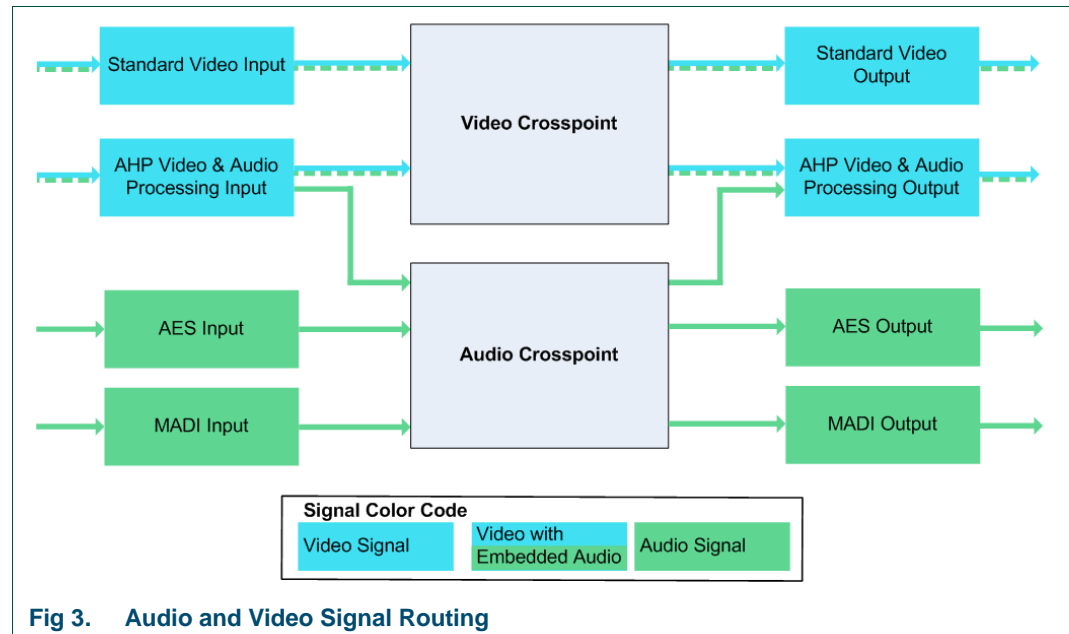 Standard Video Input
Standard Video
Output
Video Crosspoint
AHP Video & Audio
Processing Input
AHP Video & Audio
Processing Output
AES Input
AES Output
Audio Crosspoint
MADI Input
MADI Output
Signal Color Code
Video Signal
Video with
Embedded Audio
Audio Signal
Fig 3. Audio and Video Signal Routing